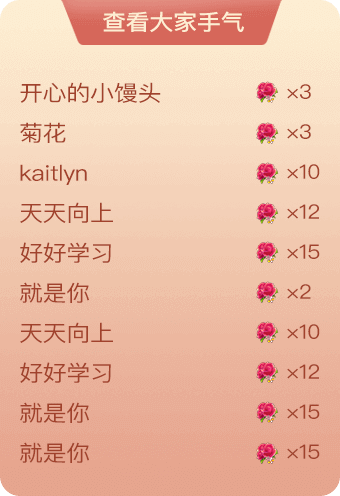 查看大家手气
开心的小馒头 ×3
菊花 ×3
kaitlyn ×10
天天向上 ×12
好好学习 ×15
就是你 ×2
天天向上 ×10
好好学习 ×12
就是你 ×15
就是你 ×15